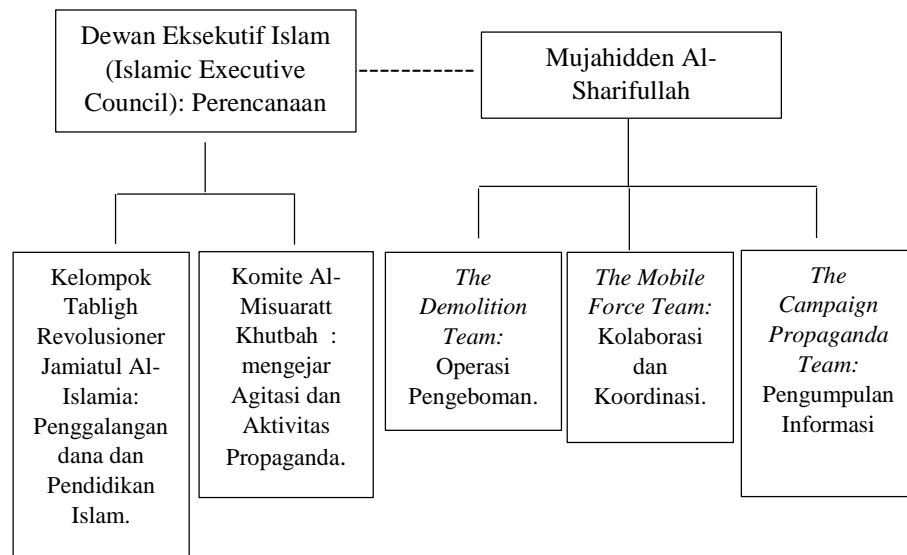 Dewan Eksekutif Islam
(Islamic Executive
Council): Perencanaan
Mujahidden Al-
Sharifullah
Kelompok
Tabligh
Revolusioner
Jamiatul Al-
Islamia:
Penggalangan
dana dan
Pendidikan
Islam.
Komite Al-
Misuaratt
Khutbah :
mengejar
Agitasi dan
Aktivitas
Propaganda.
The
Demolition
Team:
Operasi
Pengeboman.
The Mobile
Force Team:
Kolaborasi
dan
Koordinasi.
The
Campaign
Propaganda
Team:
Pengumpulan
Informasi